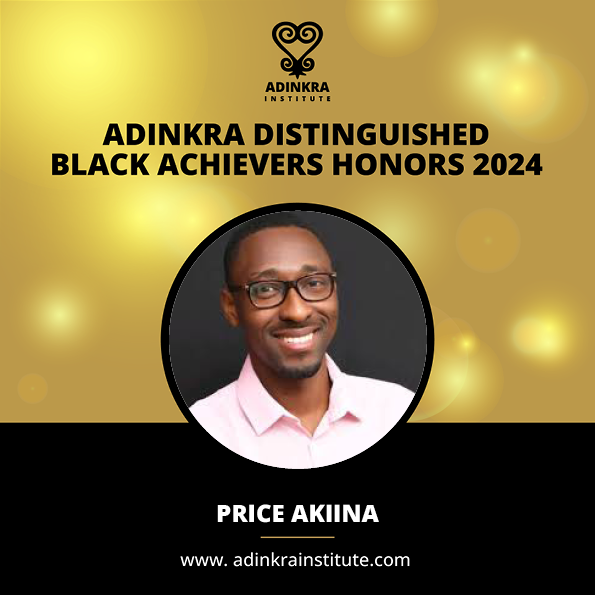 ADINKRA
INSTITUTE
ADINKRA DISTINGUISHED
BLACK ACHIEVERS HONORS 2024
PRICE AKIINA
www. adinkrainstitute.com